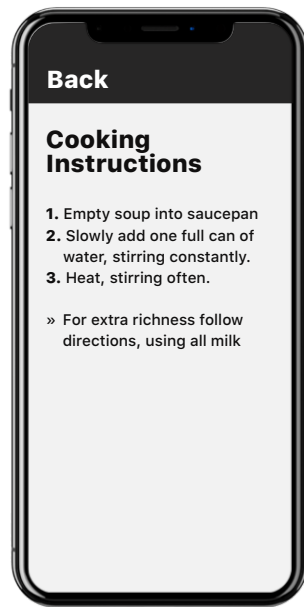 Back
Cooking
Instructions
1. Empty soup into saucepan
2. Slowly add one full can of
water, stirring constantly.
3. Heat, stirring often.
» For extra richness follow
directions, using all milk